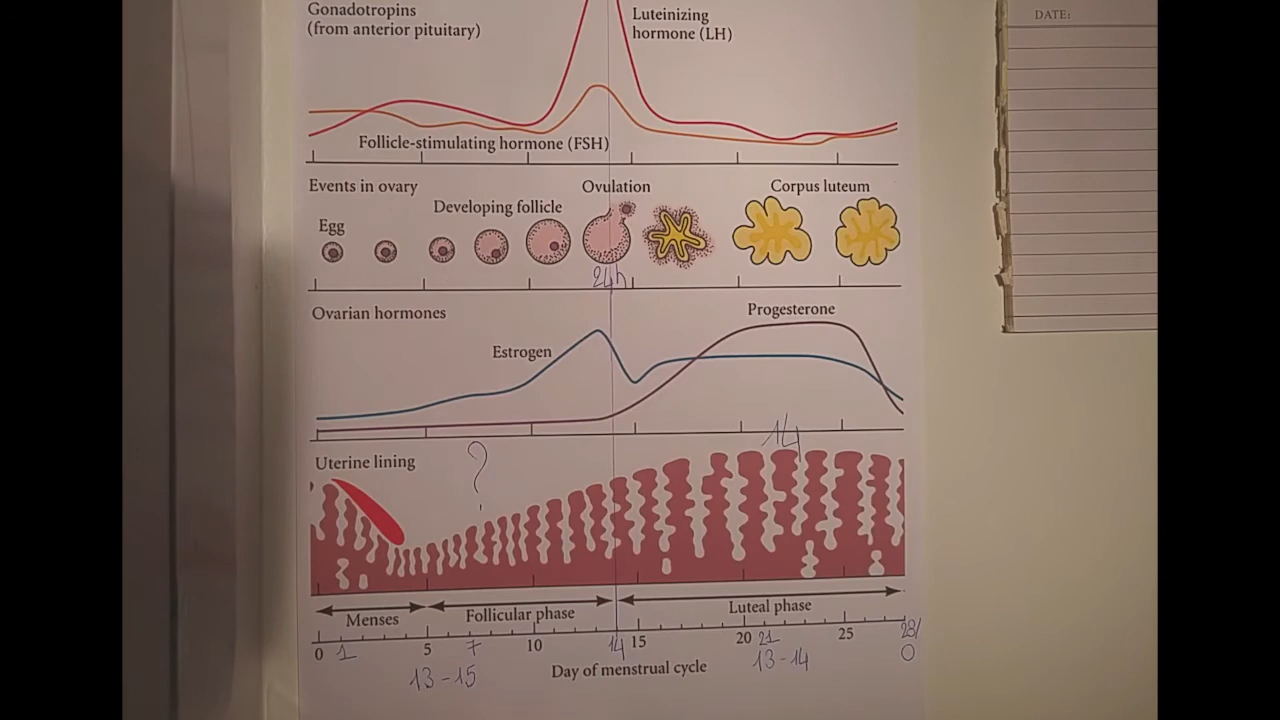 Gonadotropins
(from anterior pituitary)
Luteinizing
hormone (LH)
DATE:
Follicle-stimulating hormone (FSH)
Events in ovary
Ovulation
Corpus luteum
Developing follicle
Egg
24h
Ovarian hormones
Progesterone
Estrogen
14
Uterine lining
?
Menses
Follicular phase
Luteal phase
0 1 5 7 10 14 15 20 21 25 28/
0
13-15
Day of menstrual cycle
13-14